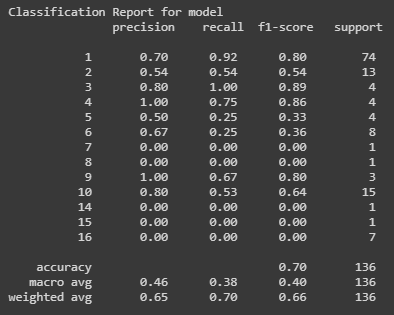 Classification Report for model
precision recall f1-score support
1 0.70 0.92 0.80 74
2 0.54 0.54 0.54 13
3 0.80 1.00 0.89 4
4 1.00 0.75 0.86 4
5 0.50 0.25 0.33 4
6 0.67 0.25 0.36 8
7 0.00 0.00 0.00 1
8 0.00 0.00 0.00 1
9 1.00 0.67 0.80 3
10 0.80 0.53 0.64 15
14 0.00 0.00 0.00 1
15 0.00 0.00 0.00 1
16 0.00 0.00 0.00 7
accuracy 0.70 136
macro avg 0.46 0.38 0.40 136
weighted avg 0.65 0.70 0.66 136